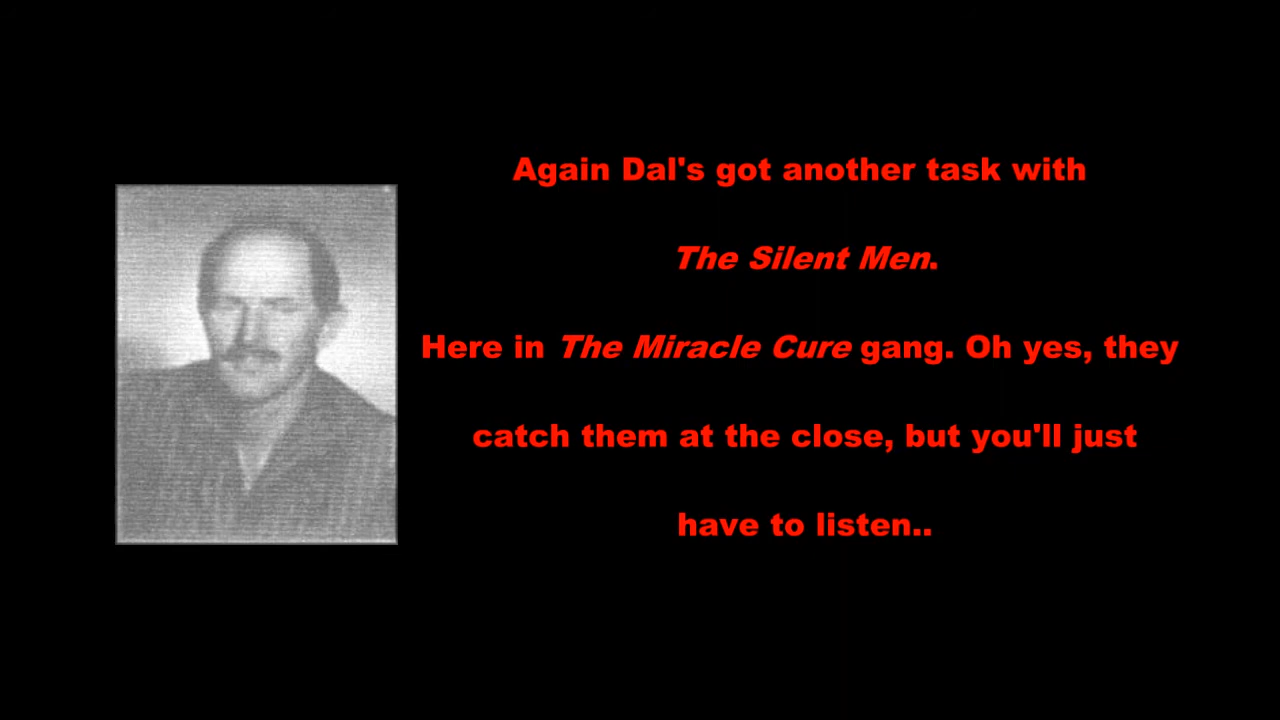 Again Dal's got another task with
The Silent Men.
Here in The Miracle Cure gang. Oh yes, they
catch them at the close, but you'll just
have to listen..